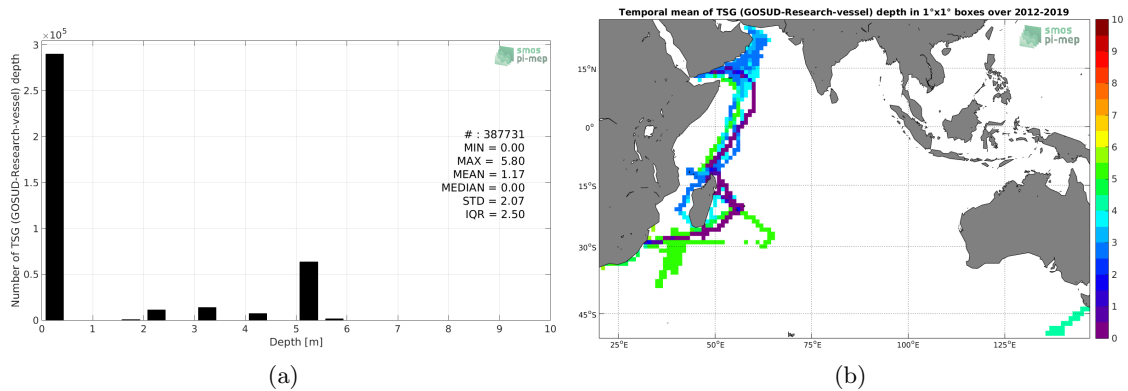 ×10⁵
3
2.5
2
1.5
1
0.5
0
Number of TSG (GOSUD-Research-vessel) depth
smos
pi-mep
# : 387731
MIN = 0.00
MAX = 5.80
MEAN = 1.17
MEDIAN = 0.00
STD = 2.07
IQR = 2.50
0 1 2 3 4 5 6 7 8 9 10
Depth [m]
(a)
Temporal mean of TSG (GOSUD-Research-vessel) depth in 1°x1° boxes over 2012-2019
smos
pi-mep
15°N
0°
15°S
30°S
45°S
25°E 50°E 75°E 100°E 125°E
10
9
8
7
6
5
4
3
2
1
0
(b)